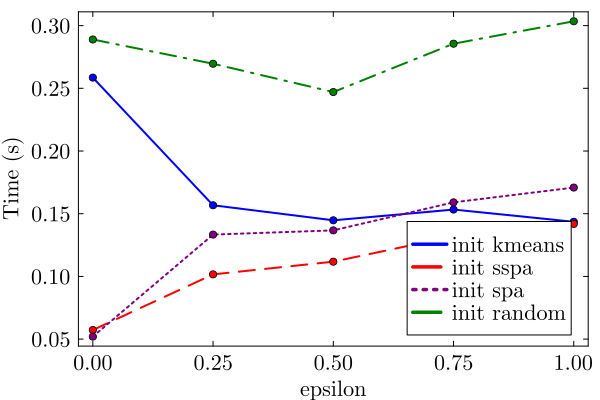 0.30
0.25
0.20
0.15
0.10
0.05
Time (s)
init kmeans
init sspa
init spa
init random
0.00 0.25 0.50 0.75 1.00
epsilon